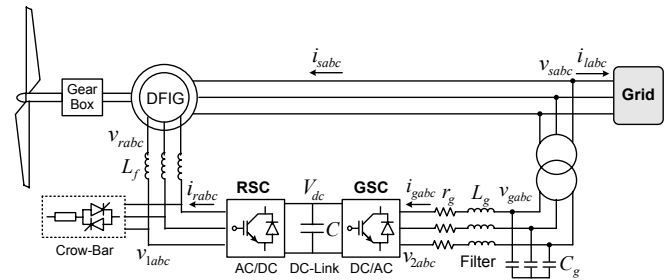 i_sabc
v_sabc
i_labc
Gear
Box
DFIG
Grid
v_rabc
L_f
i_rabc
RSC
V_dc
GSC
i_gabc
r_g
L_g
v_gabc
C
Crow-Bar
v_1abc
AC/DC
DC-Link
DC/AC
v_2abc
Filter
C_g